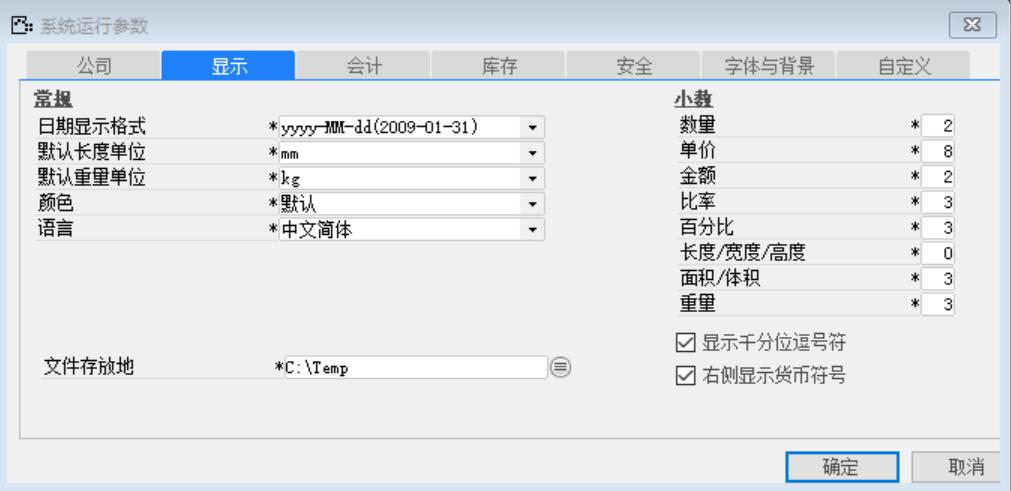 系统运行参数
公司 显示 会计 库存 安全 字体与背景 自定义
常规
日期显示格式 *yyyy-MM-dd(2009-01-31)
默认长度单位 *mm
默认重量单位 *kg
颜色 *默认
语言 *中文简体
文件存放地 *C:\Temp
小数
数量 * 2
单价 * 8
金额 * 2
比率 * 3
百分比 * 3
长度/宽度/高度 * 0
面积/体积 * 3
重量 * 3
显示千分位逗号符
右侧显示货币符号
确定 取消